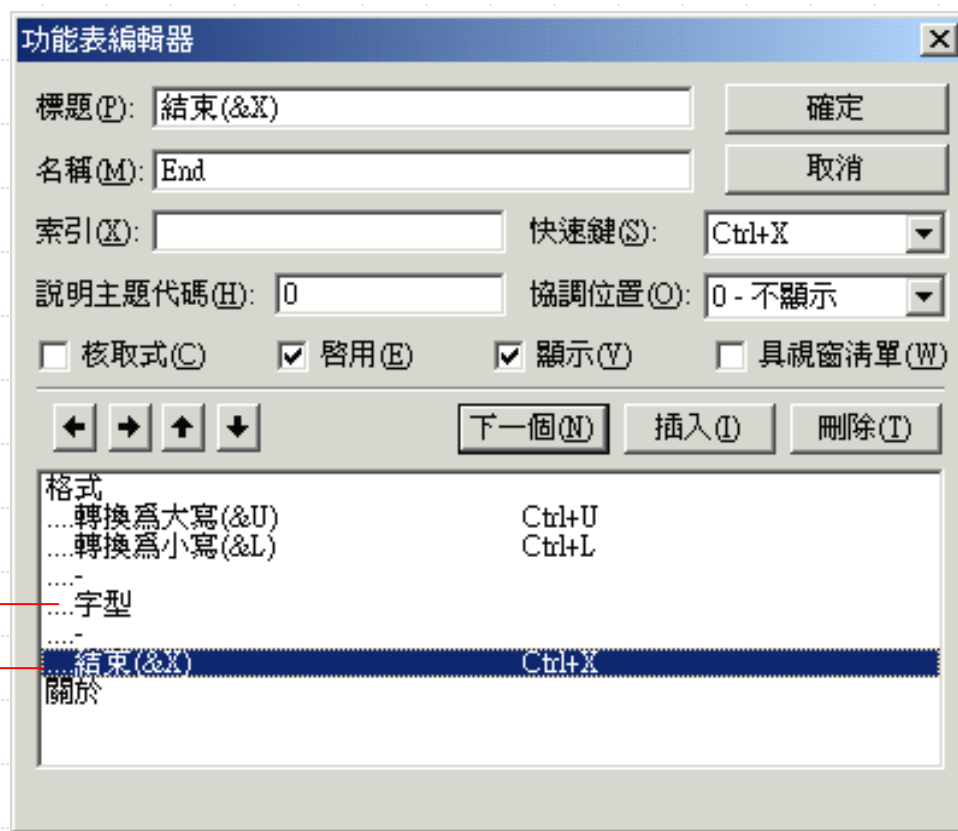 功能表編輯器
標題(P): 結束(&X) 確定
名稱(M): End 取消
索引(X): 快速鍵(S): Ctrl+X
說明主題代碼(H): 0 協調位置(O): 0 - 不顯示
核取式(C) 啓用(E) 顯示(V) 具視窗清單(W)
下一個(N) 插入(I) 刪除(T)
格式
....轉換爲大寫(&U) Ctrl+U
....轉換爲小寫(&L) Ctrl+L
....-
....字型
....-
....結束(&X) Ctrl+X
關於